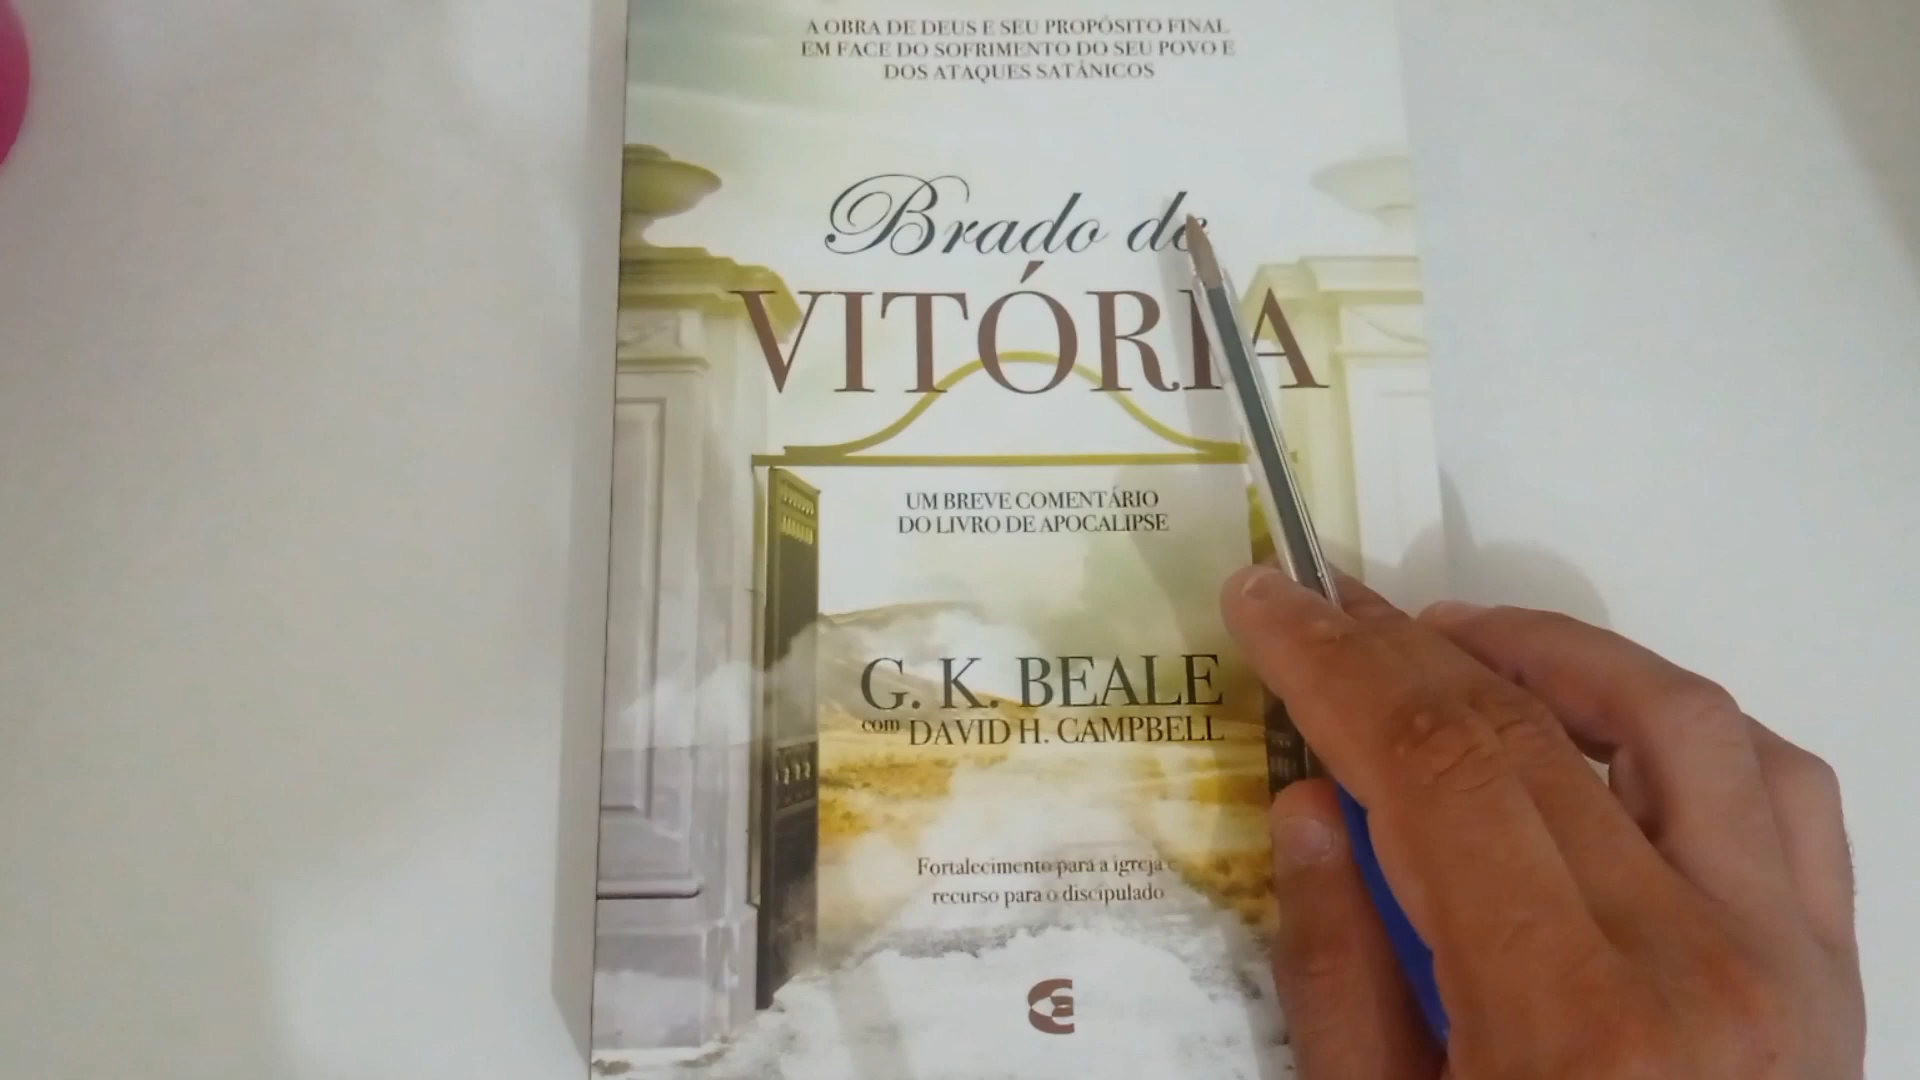 A OBRA DE DEUS E SEU PROPÓSITO FINAL
EM FACE DO SOFRIMENTO DO SEU POVO E
DOS ATAQUES SATÂNICOS
Brado de
VITÓRIA
UM BREVE COMENTÁRIO
DO LIVRO DE APOCALIPSE
G. K. BEALE
com DAVID H. CAMPBELL
Fortalecimento para a igreja e
recurso para o discipulado